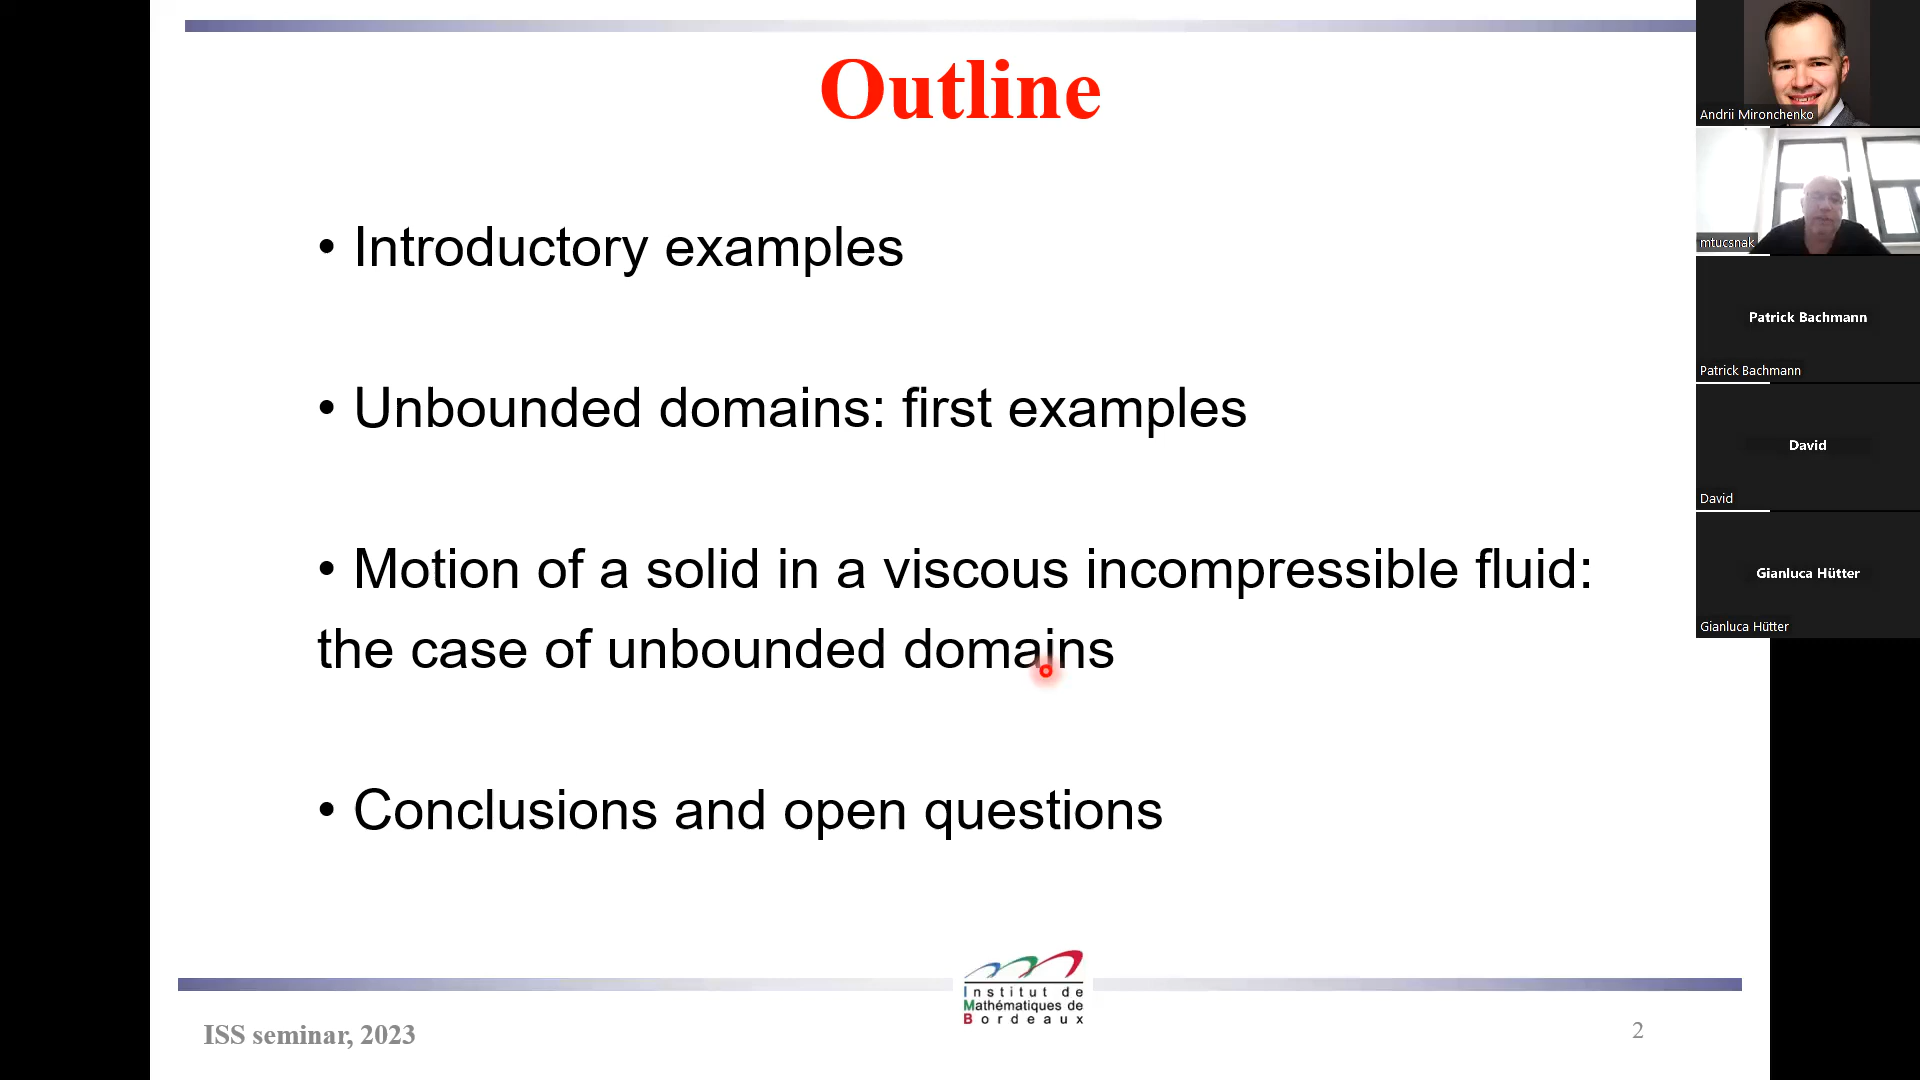 Outline
• Introductory examples
• Unbounded domains: first examples
• Motion of a solid in a viscous incompressible fluid:
the case of unbounded domains
• Conclusions and open questions
Institut de
Mathématiques de
Bordeaux
ISS seminar, 2023
2
Andrii Mironchenko
mtucsnak
Patrick Bachmann
Patrick Bachmann
David
David
Gianluca Hütter
Gianluca Hütter